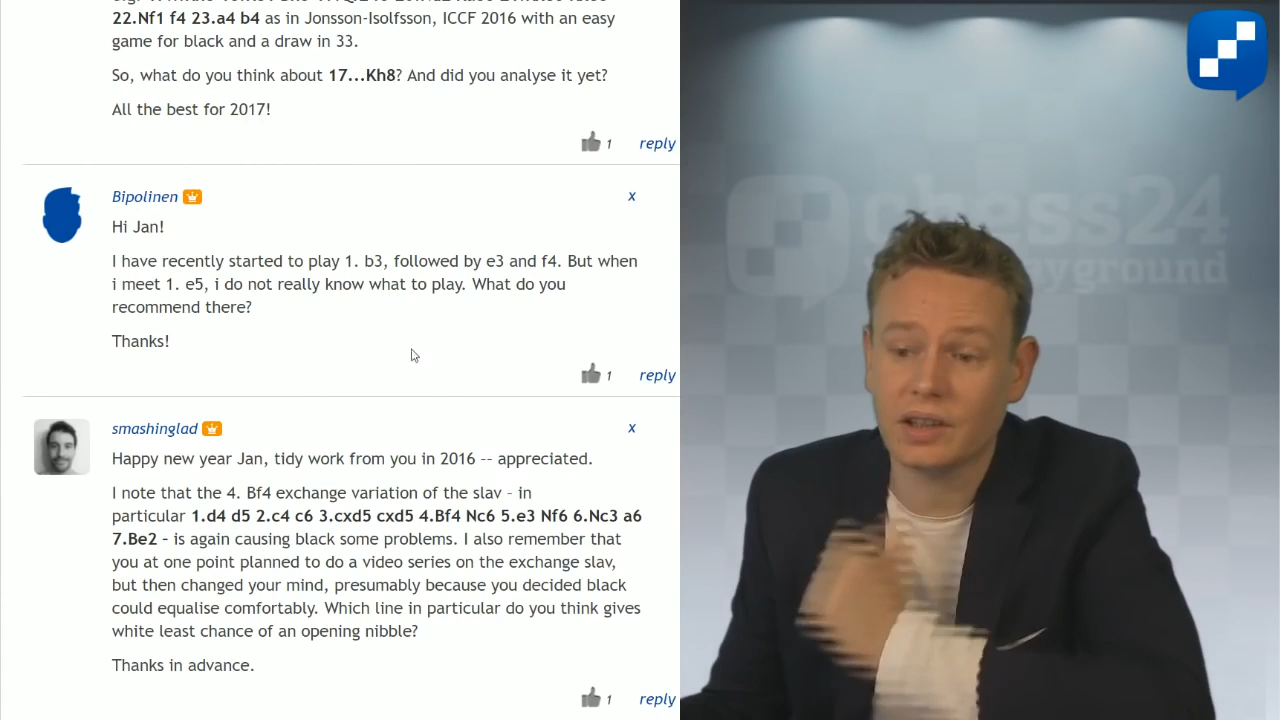 22.Nf1 f4 23.a4 b4 as in Jonsson-Isolfsson, ICCF 2016 with an easy
game for black and a draw in 33.
So, what do you think about 17...Kh8? And did you analyse it yet?
All the best for 2017!
1 reply
Bipolinen
x
Hi Jan!
I have recently started to play 1. b3, followed by e3 and f4. But when
i meet 1. e5, i do not really know what to play. What do you
recommend there?
Thanks!
1 reply
smashinglad
x
Happy new year Jan, tidy work from you in 2016 -- appreciated.
I note that the 4. Bf4 exchange variation of the slav - in
particular 1.d4 d5 2.c4 c6 3.cxd5 cxd5 4.Bf4 Nc6 5.e3 Nf6 6.Nc3 a6
7.Be2 - is again causing black some problems. I also remember that
you at one point planned to do a video series on the exchange slav,
but then changed your mind, presumably because you decided black
could equalise comfortably. Which line in particular do you think gives
white least chance of an opening nibble?
Thanks in advance.
1 reply
chess24